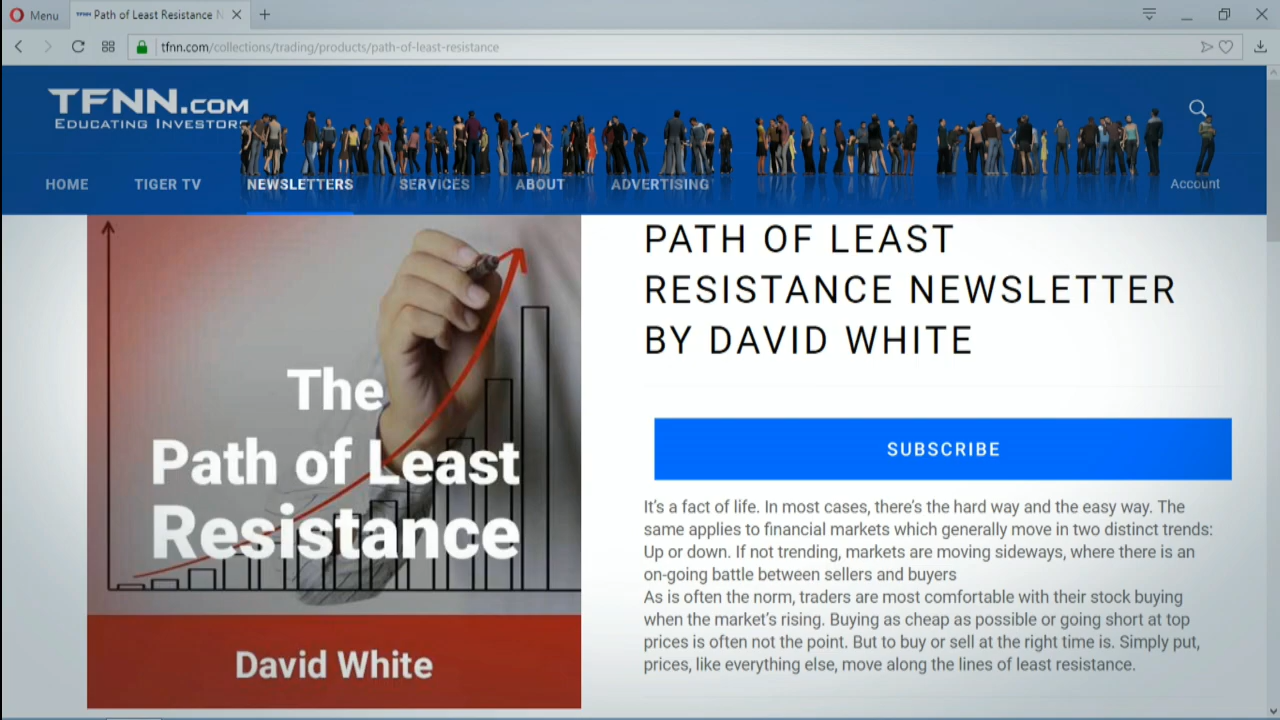 Menu
TFNN Path of Least Resistance N
tfnn.com/collections/trading/products/path-of-least-resistance
TFNN.COM
EDUCATING INVESTORS
HOME TIGER TV NEWSLETTERS SERVICES ABOUT ADVERTISING Account
The
Path of Least
Resistance
David White
PATH OF LEAST
RESISTANCE NEWSLETTER
BY DAVID WHITE
SUBSCRIBE
It’s a fact of life. In most cases, there’s the hard way and the easy way. The
same applies to financial markets which generally move in two distinct trends:
Up or down. If not trending, markets are moving sideways, where there is an
on-going battle between sellers and buyers
As is often the norm, traders are most comfortable with their stock buying
when the market’s rising. Buying as cheap as possible or going short at top
prices is often not the point. But to buy or sell at the right time is. Simply put,
prices, like everything else, move along the lines of least resistance.